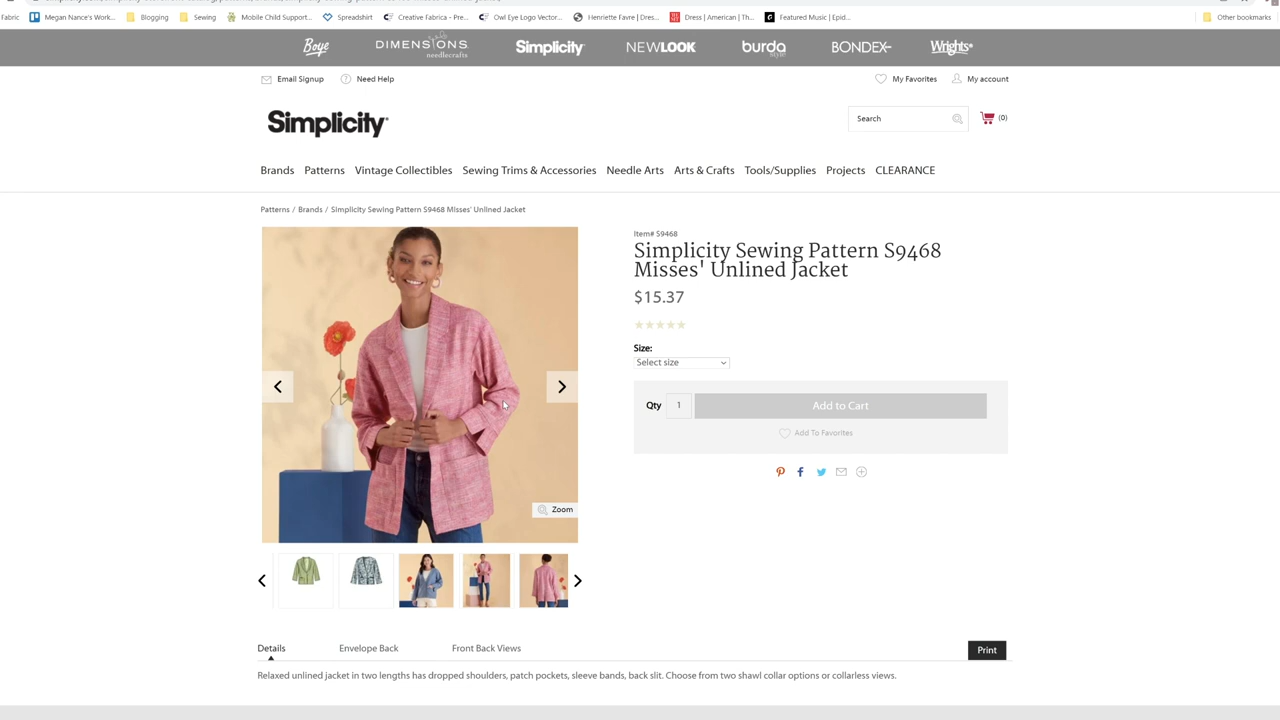 Fabric
Megan Nance's Work...
Blogging
Sewing
Mobile Child Support...
Spreadshirt
Creative Fabrica - Pre...
Owl Eye Logo Vector...
Henriette Favre | Dres...
Dress | American | Th...
Featured Music | Epid...
Other bookmarks
Boye
DIMENSIONS
needlecrafts
Simplicity
NEWLOOK
burda
style
BONDEX
Wrights
Email Signup
Need Help
My Favorites
My account
Simplicity
Search
(0)
Brands
Patterns
Vintage Collectibles
Sewing Trims & Accessories
Needle Arts
Arts & Crafts
Tools/Supplies
Projects
CLEARANCE
Patterns / Brands / Simplicity Sewing Pattern S9468 Misses' Unlined Jacket
Item# S9468
Simplicity Sewing Pattern S9468
Misses' Unlined Jacket
$15.37
Size:
Select size
Qty
1
Add to Cart
Add To Favorites
Zoom
Details
Envelope Back
Front Back Views
Print
Relaxed unlined jacket in two lengths has dropped shoulders, patch pockets, sleeve bands, back slit. Choose from two shawl collar options or collarless views.